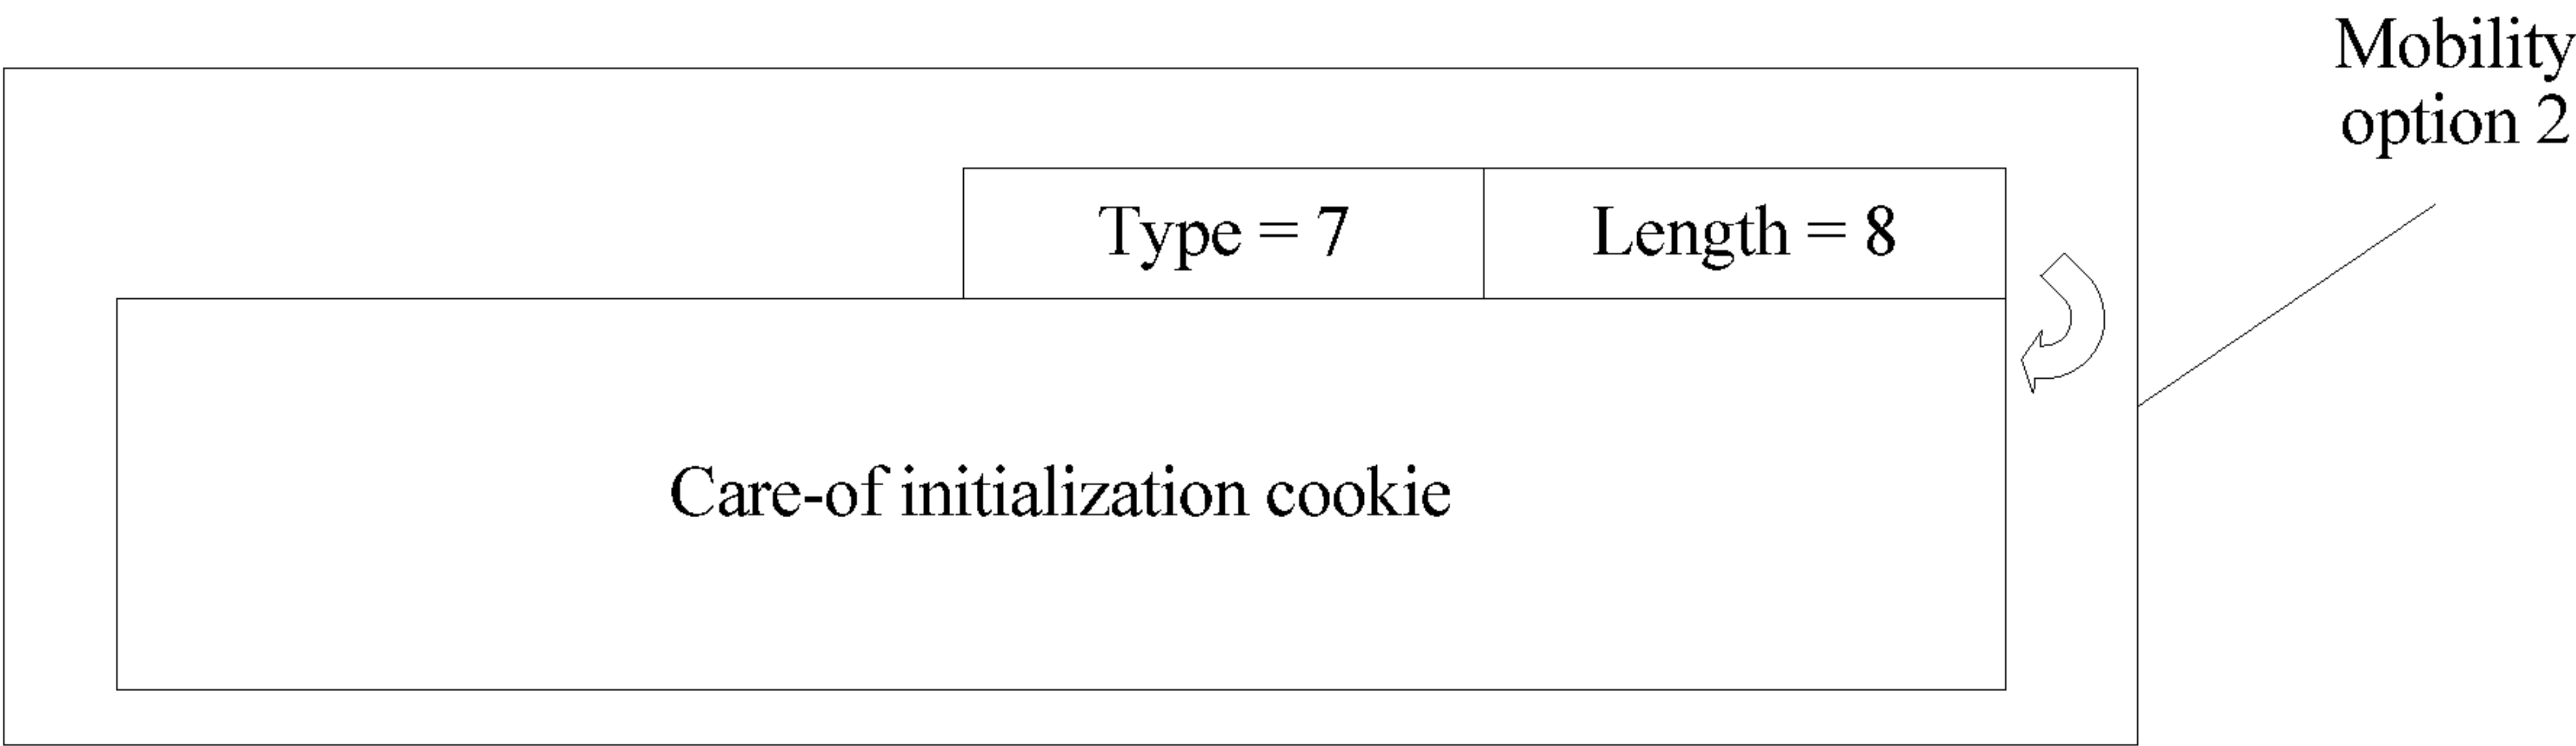 Mobility
option 2
Type = 7
Length = 8
Care-of initialization cookie